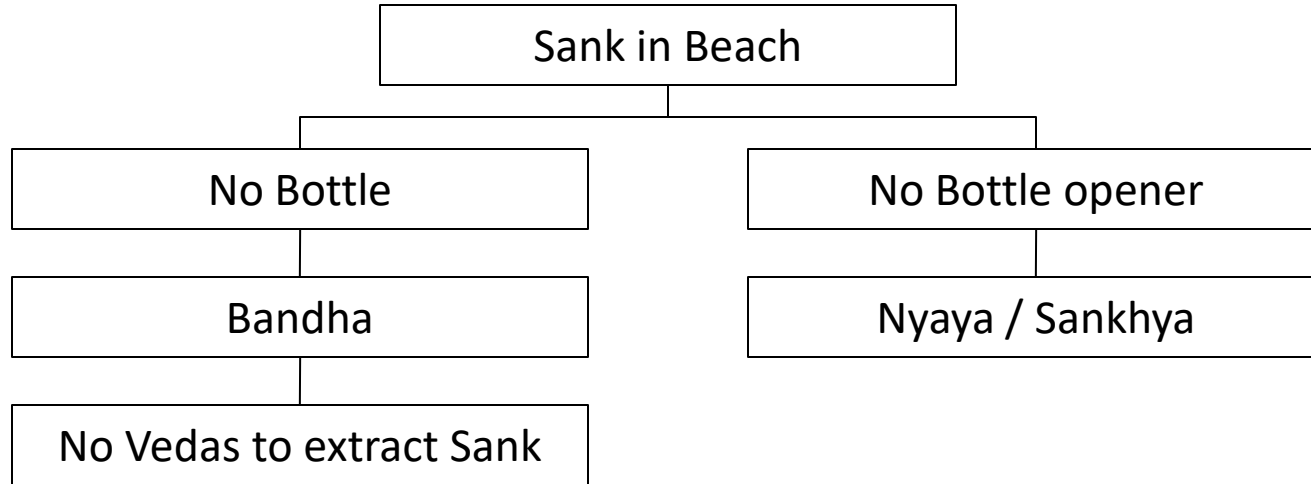 Sank in Beach
No Bottle
No Bottle opener
Bandha
Nyaya / Sankhya
No Vedas to extract Sank